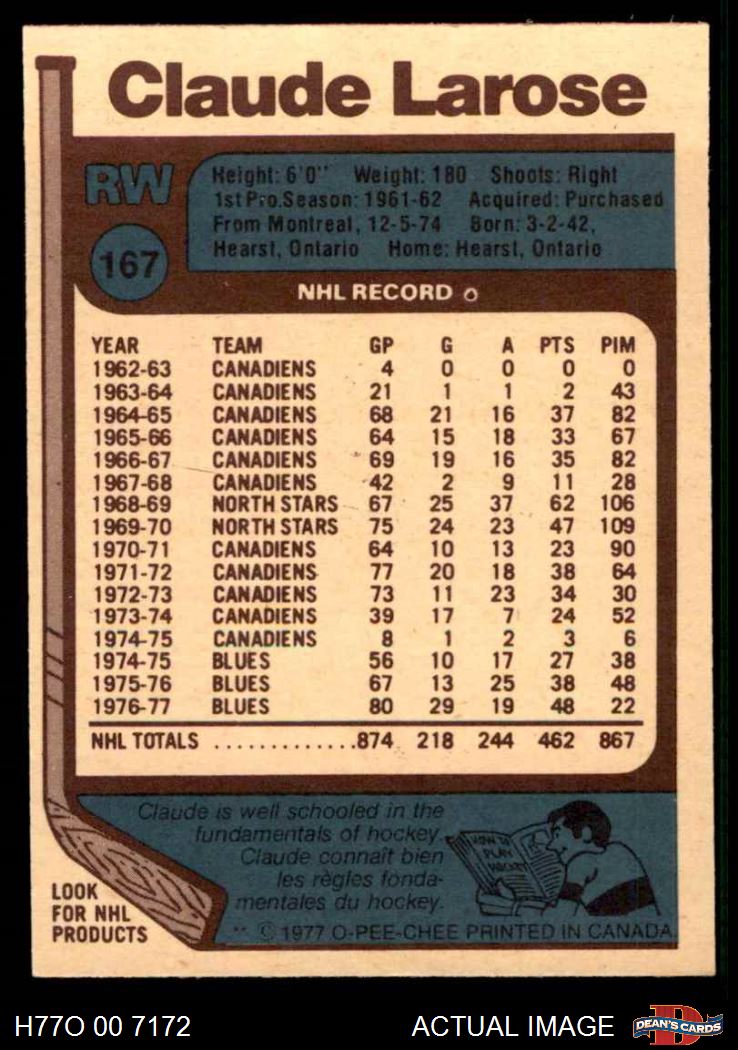 Claude Larose
RW
167
Height: 6'0" Weight: 180 Shoots: Right
1st Pro.Season: 1961-62 Acquired: Purchased
From Montreal, 12-5-74 Born: 3-2-42,
Hearst, Ontario Home: Hearst, Ontario
NHL RECORD
YEAR TEAM GP G A PTS PIM
1962-63 CANADIENS 4 0 0 0 0
1963-64 CANADIENS 21 1 1 2 43
1964-65 CANADIENS 68 21 16 37 82
1965-66 CANADIENS 64 15 18 33 67
1966-67 CANADIENS 69 19 16 35 82
1967-68 CANADIENS 42 2 9 11 28
1968-69 NORTH STARS 67 25 37 62 106
1969-70 NORTH STARS 75 24 23 47 109
1970-71 CANADIENS 64 10 13 23 90
1971-72 CANADIENS 77 20 18 38 64
1972-73 CANADIENS 73 11 23 34 30
1973-74 CANADIENS 39 17 7 24 52
1974-75 CANADIENS 8 1 2 3 6
1974-75 BLUES 56 10 17 27 38
1975-76 BLUES 67 13 25 38 48
1976-77 BLUES 80 29 19 48 22
NHL TOTALS .............874 218 244 462 867
Claude is well schooled in the
fundamentals of hockey.
Claude connaît bien
les règles fonda-
mentales du hockey.
HOW TO
PLAY
HOCKEY
LOOK
FOR NHL
PRODUCTS
** © 1977 O-PEE-CHEE PRINTED IN CANADA
H77O 00 7172 ACTUAL IMAGE
DEAN'S CARDS